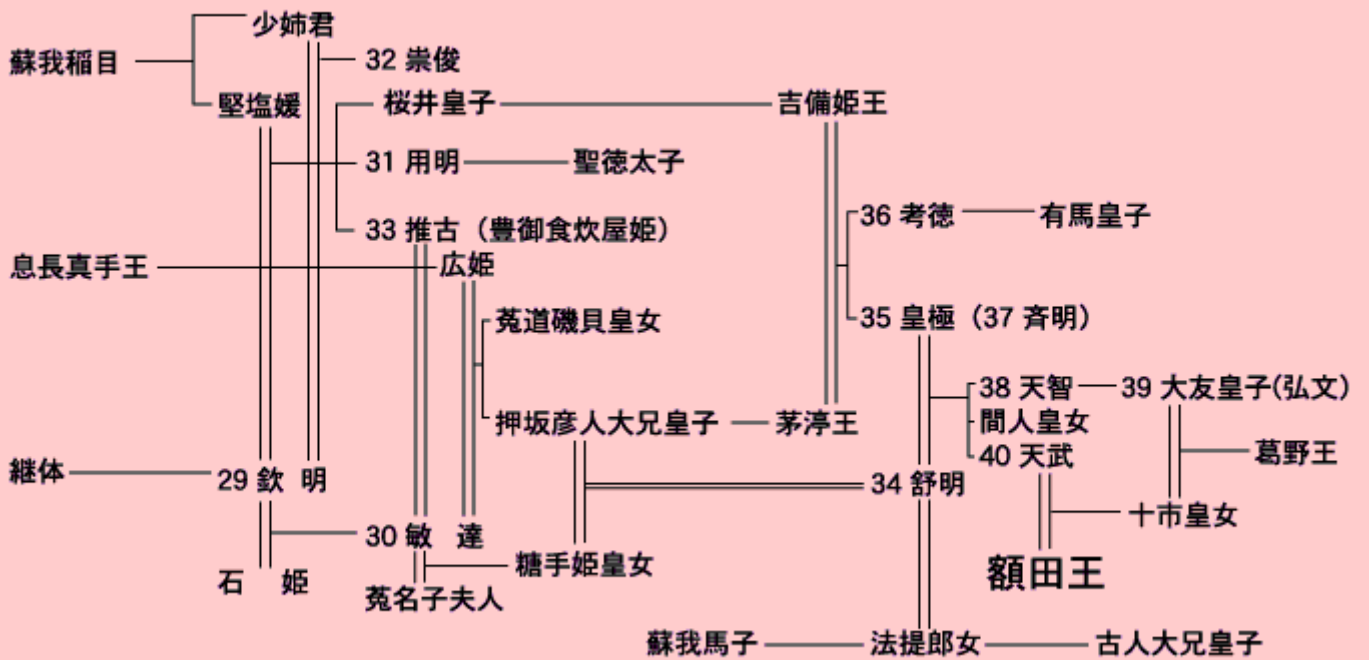 少姉君
蘇我稲目
32 崇俊
堅塩媛
桜井皇子
吉備姫王
31 用明
聖徳太子
36 考徳
有馬皇子
33 推古（豊御食炊屋姫）
息長真手王
広姫
菟道磯貝皇女
35 皇極（37 斉明）
38 天智
39 大友皇子(弘文)
押坂彦人大兄皇子
茅渟王
間人皇女
40 天武
葛野王
継体
29 欽 明
34 舒明
十市皇女
30 敏 達
糖手姫皇女
額田王
石 姫
菟名子夫人
蘇我馬子
法提郎女
古人大兄皇子